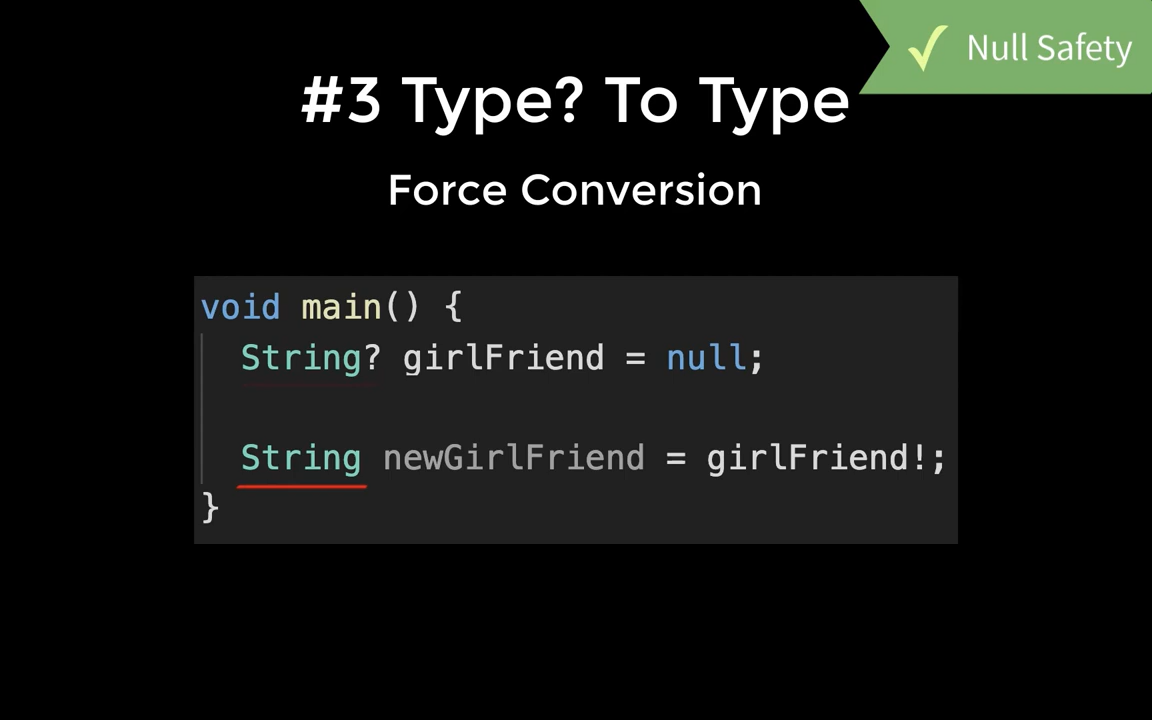 Null Safety
#3 Type? To Type
Force Conversion
void main() {
String? girlFriend = null;
String newGirlFriend = girlFriend!;
}